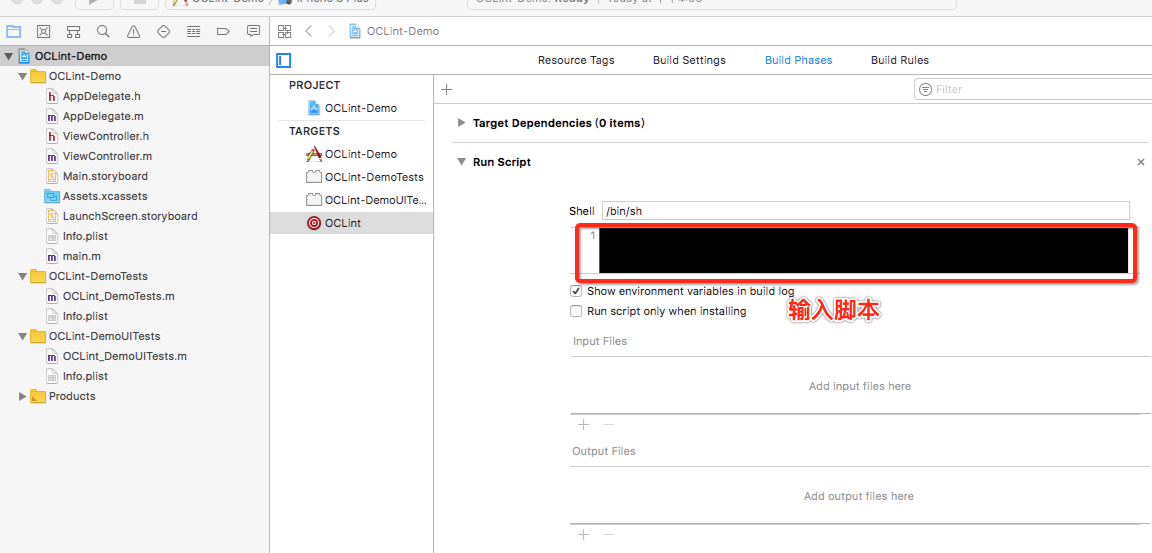 OCLint-Demo
OCLint-Demo
Resource Tags
Build Settings
Build Phases
Build Rules
Filter
OCLint-Demo
OCLint-Demo
AppDelegate.h
AppDelegate.m
ViewController.h
ViewController.m
Main.storyboard
Assets.xcassets
LaunchScreen.storyboard
Info.plist
main.m
OCLint-DemoTests
OCLint_DemoTests.m
Info.plist
OCLint-DemoUITests
OCLint_DemoUITests.m
Info.plist
Products
PROJECT
OCLint-Demo
TARGETS
OCLint-Demo
OCLint-DemoTests
OCLint-DemoUITe...
OCLint
Target Dependencies (0 items)
Run Script
Shell /bin/sh
1
Show environment variables in build log
输入脚本
Run script only when installing
Input Files
Add input files here
Output Files
Add output files here